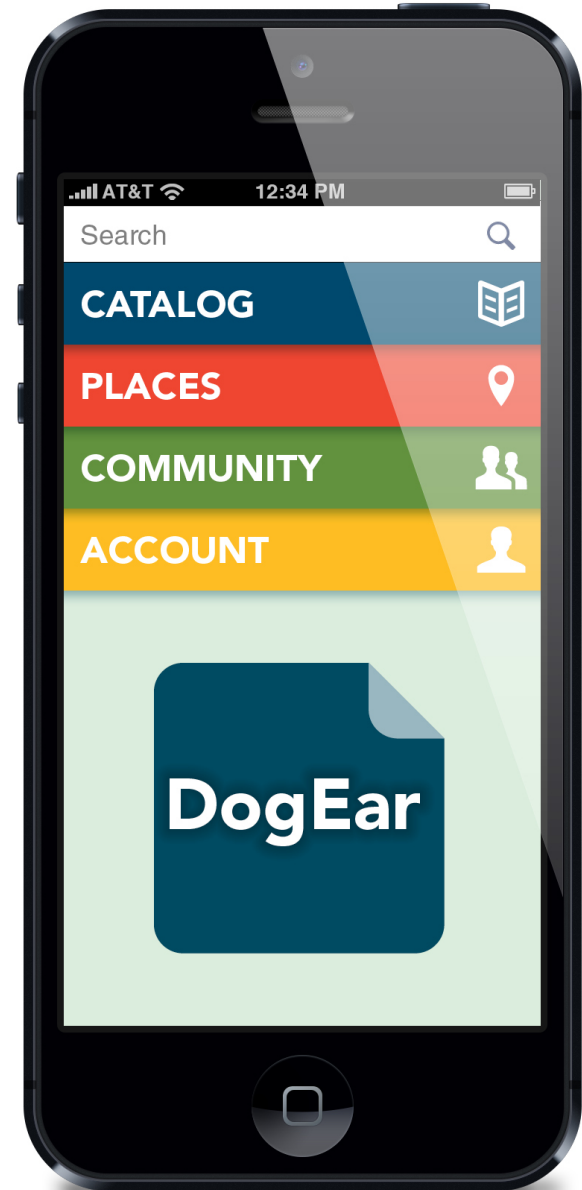 AT&T 12:34 PM
Search
CATALOG
PLACES
COMMUNITY
ACCOUNT
DogEar